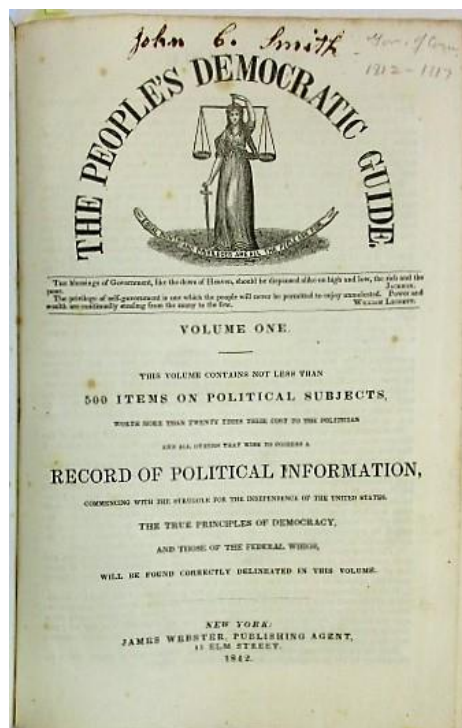 John C. Smith
Gov. of Conn.
1812 - 1817
THE PEOPLE'S DEMOCRATIC GUIDE.
The blessings of Government, like the dews of Heaven, should be dispensed alike on high and low, the rich and the
poor. JACKSON.
The privilege of self-government is one which the people will never be permitted to enjoy unmolested. Power and
wealth are continually stealing from the many to the few. WILLIAM LEGGETT.
VOLUME ONE.
THIS VOLUME CONTAINS NOT LESS THAN
500 ITEMS ON POLITICAL SUBJECTS,
WORTH MORE THAN TWENTY TIMES THEIR COST TO THE POLITICIAN
AND ALL OTHERS THAT WISH TO POSSESS A
RECORD OF POLITICAL INFORMATION,
COMMENCING WITH THE STRUGGLE FOR THE INDEPENDENCE OF THE UNITED STATES.
THE TRUE PRINCIPLES OF DEMOCRACY,
AND THOSE OF THE FEDERAL WHIGS,
WILL BE FOUND CORRECTLY DELINEATED IN THIS VOLUME.
NEW YORK:
JAMES WEBSTER, PUBLISHING AGENT,
ELM STREET.
1842.